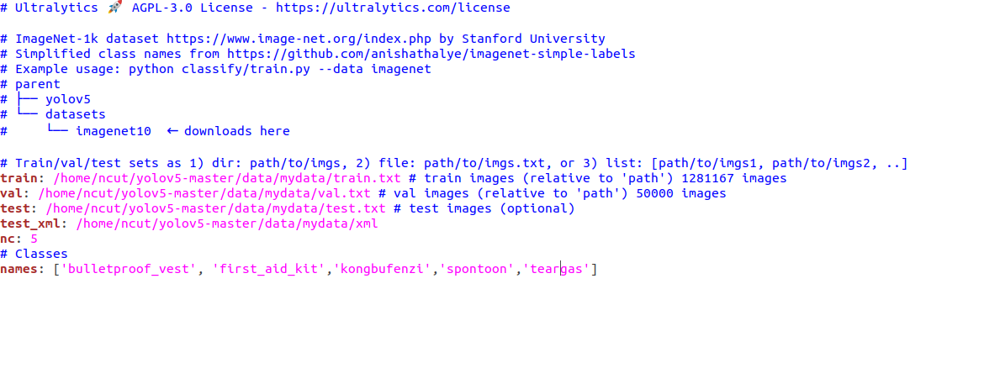 # Ultralytics 🚀 AGPL-3.0 License - https://ultralytics.com/license
# ImageNet-1k dataset https://www.image-net.org/index.php by Stanford University
# Simplified class names from https://github.com/anishathalye/imagenet-simple-labels
# Example usage: python classify/train.py --data imagenet
# parent
# ├── yolov5
# └── datasets
#     └── imagenet10  ← downloads here
# Train/val/test sets as 1) dir: path/to/imgs, 2) file: path/to/imgs.txt, or 3) list: [path/to/imgs1, path/to/imgs2, ..]
train: /home/ncut/yolov5-master/data/mydata/train.txt # train images (relative to 'path') 1281167 images
val: /home/ncut/yolov5-master/data/mydata/val.txt # val images (relative to 'path') 50000 images
test: /home/ncut/yolov5-master/data/mydata/test.txt # test images (optional)
test_xml: /home/ncut/yolov5-master/data/mydata/xml
nc: 5
# Classes
names: ['bulletproof_vest', 'first_aid_kit','kongbufenzi','spontoon','teargas']